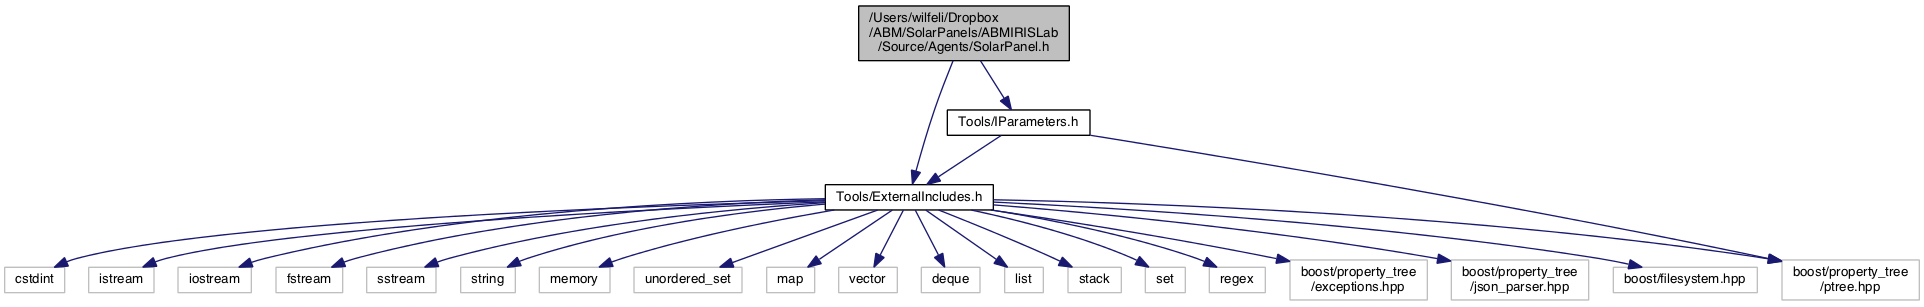 /Users/wilfeli/Dropbox
/ABM/SolarPanels/ABMIRISLab
/Source/Agents/SolarPanel.h
Tools/IParameters.h
Tools/ExternalIncludes.h
cstdint
istream
iostream
fstream
sstream
string
memory
unordered_set
map
vector
deque
list
stack
set
regex
boost/property_tree
/exceptions.hpp
boost/property_tree
/json_parser.hpp
boost/filesystem.hpp
boost/property_tree
/ptree.hpp